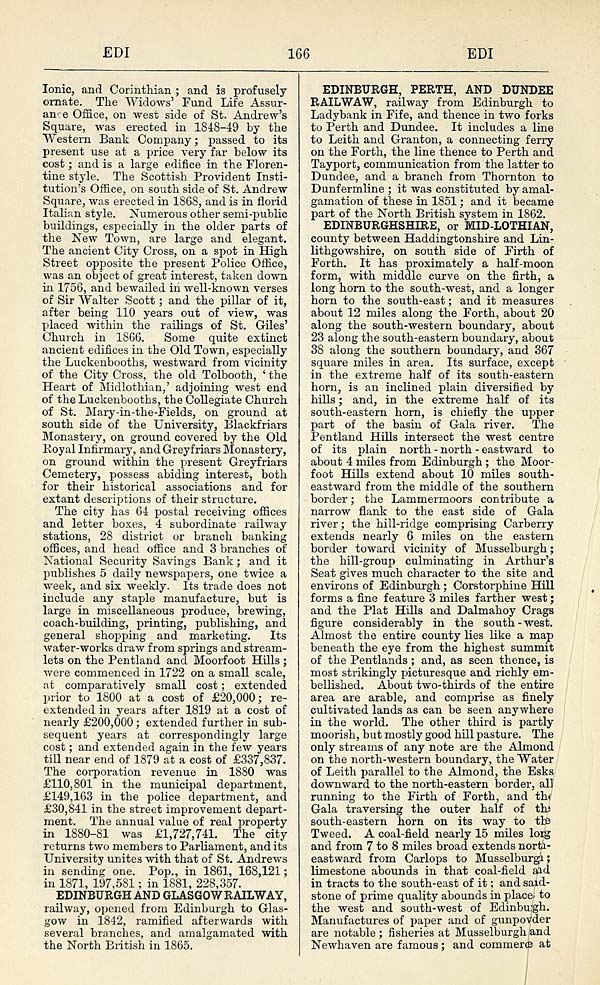 EDI 166 EDI
Ionic, and Corinthian ; and is profusely
ornate. The Widows' Fund Life Assur-
ance Office, on west side of St. Andrew's
Square, was erected in 1848-49 by the
Western Bank Company; passed to its
present use at a price very far below its
cost; and is a large edifice in the Floren-
tine style. The Scottish Provident Insti-
tution's Office, on south side of St. Andrew
Square, was erected in 1868, and is in florid
Italian style. Numerous other semi-public
buildings, especially in the older parts of
the New Town, are large and elegant.
The ancient City Cross, on a spot in High
Street opposite the present Police Office,
was an object of great interest, taken down
in 1756, and bewailed in well-known verses
of Sir Walter Scott; and the pillar of it,
after being 110 years out of view, was
placed within the railings of St. Giles'
Church in 1866. Some quite extinct
ancient edifices in the Old Town, especially
the Luckenbooths, westward from vicinity
of the City Cross, the old Tolbooth, 'the
Heart of Midlothian,' adjoining west end
of the Luckenbooths, the Collegiate Church
of St. Mary-in-the-Fields, on ground at
south side of the University, Blackfriars
Monastery, on ground covered by the Old
Royal Infirmary, and Greyfriars Monastery,
on ground within the present Greyfriars
Cemetery, possess abiding interest, both
for their historical associations and for
extant descriptions of their structure.
The city has 64 postal receiving offices
and letter boxes, 4 subordinate railway
stations, 28 district or branch banking
offices, and head office and 3 branches of
National Security Savings Bank; and it
publishes 5 daily newspapers, one twice a
week, and six weekly. Its trade does not
include any staple manufacture, but is
large in miscellaneous produce, brewing,
coach-building, printing, publishing, and
general shopping and marketing. Its
water-works draw from springs and stream-
lets on the Pentland and Moorfoot Hills;
were commenced in 1722 on a small scale,
at comparatively small cost; extended
prior to 1800 at a cost of £20,000; re-
extended in years after 1819 at a cost of
nearly £200,000; extended further in sub-
sequent years at correspondingly large
cost; and extended again in the few years
till near end of 1879 at a cost of £337,837.
The corporation revenue in 1880 was
£110,801 in the municipal department,
£149,163 in the police department, and
£30,841 in the street improvement depart-
ment. The annual value of real property
in 1880-81 was £1,727,741. The city
returns two members to Parliament, and its
University unites with that of St. Andrews
in sending one. Pop., in 1861, 168,121;
in 1871, 197,581; in 1881, 228,357.
EDINBURGH AND GLASGOW RAILWAY,
railway, opened from Edinburgh to Glas-
gow in 1842, ramified afterwards with
several branches, and amalgamated with
the North British in 1865.
EDINBURGH, PERTH, AND DUNDEE
RAILWAW, railway from Edinburgh to
Ladybank in Fife, and thence in two forks
to Perth and Dundee. It includes a line
to Leith and Granton, a connecting ferry
on the Forth, the line thence to Perth and
Tayport, communication from the latter to
Dundee, and a branch from Thornton to
Dunfermline; it was constituted by amal-
gamation of these in 1851; and it became
part of the North British system in 1862.
EDINBURGHSHIRE, or MID-LOTHIAN,
county between Haddingtonshire and Lin-
lithgowshire, on south side of Firth of
Forth. It has proximately a half-moon
form, with middle curve on the firth, a
long horn to the south-west, and a longer
horn to the south-east; and it measures
about 12 miles along the Forth, about 20
along the south-western boundary, about
23 along the south-eastern boundary, about
38 along the southern boundary, and 367
square miles in area. Its surface, except
in the extreme half of its south-eastern
horn, is an inclined plain diversified by
hills; and, in the extreme half of its
south-eastern horn, is chiefly the upper
part of the basin of Gala river. The
Pentland Hills intersect the west centre
of its plain north-north-eastward to
about 4 miles from Edinburgh; the Moor-
foot Hills extend about 10 miles south-
eastward from the middle of the southern
border; the Lammermoors contribute a
narrow flank to the east side of Gala
river; the hill-ridge comprising Carberry
extends nearly 6 miles on the eastern
border toward vicinity of Musselburgh;
the hill-group culminating in Arthur's
Seat gives much character to the site and
environs of Edinburgh; Corstorphine Hill
forms a fine feature 3 miles farther west;
and the Plat Hills and Dalmahoy Crags
figure considerably in the south-west.
Almost the entire county lies like a map
beneath the eye from the highest summit
of the Pentlands; and, as seen thence, is
most strikingly picturesque and richly em-
bellished. About two-thirds of the entire
area are arable, and comprise as finely
cultivated lands as can be seen anywhere
in the world. The other third is partly
moorish, but mostly good hill pasture. The
only streams of any note are the Almond
on the north-western boundary, the Water
of Leith parallel to the Almond, the Esks
downward to the north-eastern border, all
running to the Firth of Forth, and the
Gala traversing the outer half of the
south-eastern horn on its way to the
Tweed. A coal-field nearly 15 miles long
and from 7 to 8 miles broad extends north-
eastward from Carlops to Musselburgh;
limestone abounds in that coal-field and
in tracts to the south-east of it; and sand-
stone of prime quality abounds in places to
the west and south-west of Edinburgh.
Manufactures of paper and of gunpowder
are notable; fisheries at Musselburgh and
Newhaven are famous; and commerce at